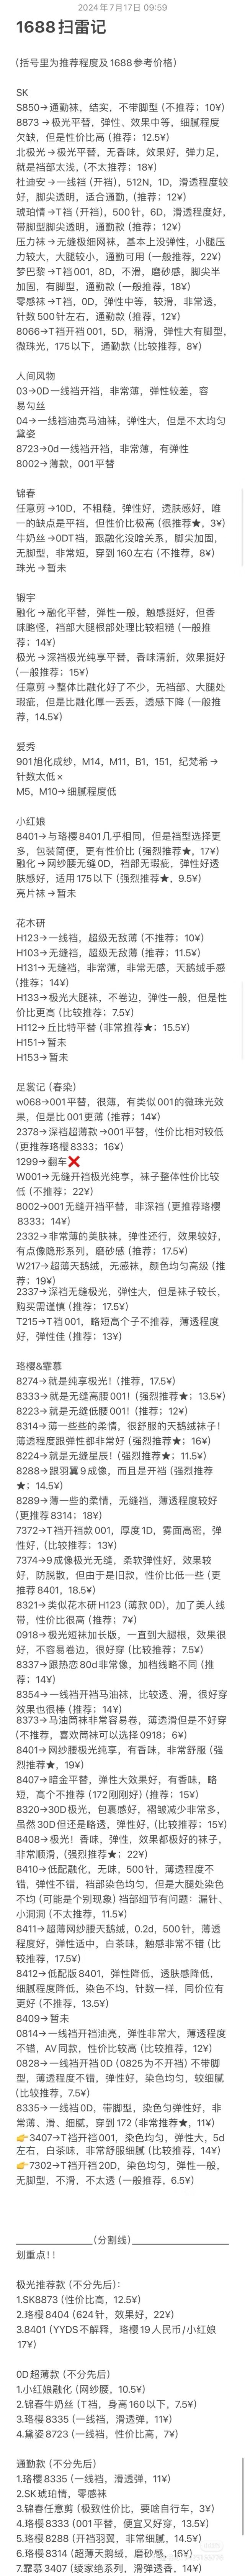 2024年7月17日 09:59
1688扫雷记
(括号里为推荐程度及1688参考价格)
SK
S850→通勤袜，结实，不带脚型（不推荐；10¥）
8873 →极光平替，弹性、效果中等，细腻程度
欠缺，但是性价比高（推荐；12.5¥）
北极光→极光平替，无香味，效果好，弹力足，
就是裆部太浅，（不太推荐；18¥）
杜迪安→一线裆（开裆），512N，1D，滑透程度较
好，脚尖透明，适合通勤，（推荐；12¥）
琥珀情→T裆（开裆），500针，6D，滑透程度好，
带脚型脚尖透明，通勤款（推荐；12¥）
压力袜→无缝极细网袜，基本上没弹性，小腿压
力较大，大腿较小，通勤可用（一般推荐，22¥）
梦巴黎→T裆001，8D，不滑，磨砂感，脚尖半
加固，有脚型，通勤款（一般推荐，18¥）
零感袜→T裆，0D，弹性中等，较滑，非常透，
针数500针左右，通勤款（推荐，12¥）
8066→T裆开裆001，5D，稍滑，弹性大有脚型，
微珠光，175以下，通勤款（比较推荐，8¥）
人间风物
03→0D一线裆开裆，非常薄，弹性较差，容
易勾丝
04→一线裆油亮马油袜，弹性大，但是不太均匀
黛姿
8723→0d一线裆开裆，非常薄，有弹性
8002→薄款，001平替
锦春
任意剪→10D，不粗糙，弹性好，透肤感好，唯
一的缺点是平裆，但性价比极高（很推荐★，3¥）
牛奶丝→0DT裆，跟融化没啥关系，脚尖加固，
无脚型，非常短，穿到160左右（不推荐，8¥）
珠光→暂未
锻宇
融化→融化平替，弹性一般，触感挺好，但香
味略怪，裆部大腿根部处理比较粗糙（一般推
荐；14¥）
极光→深裆极光纯享平替，香味清新，效果挺好
(一般推荐；15¥)
任意剪→整体比融化好了不少，无裆部、大腿处
瑕疵，但是比融化厚一丢丢，透感下降（一般推
荐，14.5¥）
爱秀
901旭化成纱，M14，M11，B1，151，纪梵希→
针数太低×
M5，M10→细腻程度低
小红娘
8401→与珞樱8401几乎相同，但是裆型选择更
多，包装简便，更有性价比（强烈推荐★，17¥）
融化→网纱腰无缝0D，裆部无瑕疵，弹性好透
肤感好，适用175以下（强烈推荐★，9.5¥）
亮片袜→暂未
花木研
H123→一线裆，超级无敌薄（不推荐；10¥）
H103→无缝裆，超级无敌薄（推荐；11.5¥）
H131→无缝裆，非常薄，非常无感，天鹅绒手感
(推荐；14¥)
H133→极光大腿袜，不卷边，弹性一般，但是性
价比更高（比较推荐；7.5¥）
H112→丘比特平替（非常推荐★；15.5¥）
H151→暂未
H153→暂未
足裳记（春染）
w068→001平替，很薄，有类似001的微珠光效
果，但是比001更薄（推荐；14¥）
2378→深裆超薄款→001平替，性价比相对较低
(更推荐珞樱8333；16¥)
1299→翻车❌
W001→无缝开裆极光纯享，袜子整体性价比较
低（不推荐；22¥）
8002→001无缝开裆平替，非深裆（更推荐珞樱
8333；14¥）
2332→非常薄的美肤袜，弹性还行，效果较好，
有点像隐形系列，磨砂感（推荐；17.5¥）
W217→超薄天鹅绒，无感袜，颜色均匀高级（推
荐；19¥）
2337→深裆无缝极光，弹性大，但是袜子较长，
购买需谨慎（推荐；17.5¥）
T215→T裆001，略短高个子不推荐，薄透程度
好，弹性佳（推荐；13¥）
珞樱&霏慕
8274→就是纯享极光！（推荐，17.5¥）
8333→就是无缝高腰001!（强烈推荐★；13.5¥）
8223→就是无缝低腰001!（推荐；12¥）
8314→薄一些些的柔情，很舒服的天鹅绒袜子！
薄透程度跟弹性都非常好（强烈推荐★；16¥）
8224→就是无缝星辰！（强烈推荐★；11.5¥）
8288→跟羽翼9成像，而且是开裆（强烈推荐
★；14.5¥）
8289→薄一些的柔情，无缝裆，薄透程度较好
(更推荐8314；18¥)
7372→T裆开裆款001，厚度1D，雾面高密，弹
性好，（比较推荐；13¥）
7374→9成像极光无缝，柔软弹性好，效果较
好，防脱散，但由于是旧款，性价比低一些（更推
荐8401，18.5¥）
8321→类似花木研H123（薄款0D），加了美人线
带，性价比很高（推荐；7¥）
0918→极光短袜加长版，一直到大腿根，效果很
好，不容易卷边，很好穿（比较推荐；7.5¥）
8337→跟热恋80d非常像，加档线略不同（推
荐；14¥）
8354→一线裆开裆马油袜，比较透、滑，很好穿
效果也很棒（推荐；14¥）
8373→马油筒袜非常容易卷，薄透滑但是不好穿
(不推荐，喜欢筒袜可以选择0918；6¥)
8401→网纱腰极光纯享，有香味，非常舒服（强
烈推荐★，19¥）
8407→暗金平替，弹性大效果好，有香味，略
短，高个不推荐（172刚刚好）（推荐；15¥）
8320→30D极光，包裹感好，褶皱减少非常多，
虽然30D但还是略透，弹性好，（比较推荐；15¥）
8408→极光！香味，弹性，效果都极好的袜子，
非常顺滑，（强烈推荐★；22¥）
8410→低配融化，无味，500针，薄透程度不
错，弹性不错，裆部染色均匀，但是大腿处染色
不均（可能是个别现象）裆部细节有问题：漏针、
小洞洞（不太推荐，11.5¥）
8411→超薄网纱腰天鹅绒，0.2d，500针，薄透
程度好，弹性适中，白茶味，触感非常不错（比
较推荐，17.5¥）
8412→低配版8401，弹性降低，透肤感降低，
细腻程度降低，染色不均，针数一样，同价位有
更好（不推荐，13.5¥）
8409→暂未
0814→一线裆开裆油亮，弹性非常大，薄透程度
不错，AV同款，性价比较高（比较推荐，12¥）
0828→一线裆开裆0D（0825为不开裆）不带脚
型，薄透程度不错，弹性好，染色均匀，较细腻
(比较推荐，7.5¥)
8335→一线裆0D，带脚型，染色匀弹性好，非
常薄、滑、细腻，穿到172（非常推荐★，11¥）
👉3407→T裆开裆001，染色均匀，弹性大，5d
左右，白茶味，非常舒服细腻（比较推荐，14¥）
👉7302→T裆开裆20D，染色均匀，弹性一般，
无脚型，不滑，不太透（一般推荐，6.5¥）
(分割线)
划重点！！
极光推荐款（不分先后）：
1.SK8873（性价比高，12.5¥）
2.珞樱8404（624针，效果好，22¥）
3.8401（YYDS不解释，珞樱19人民币/小红娘
17¥）
0D超薄款（不分先后）
1.小红娘融化（网纱腰，10.5¥）
2.锦春牛奶丝（T裆，身高160以下，7.5¥）
3.珞樱8335（一线裆，滑透弹，11¥）
4.黛姿8723（一线裆，性价比高，7¥）
通勤款（不分先后）
1.珞樱8335（一线裆，滑透弹，11¥）
2.SK琥珀情，零感袜
3.锦春任意剪（极致性价比，要啥自行车，3¥）
4.珞樱8333（001平替，便宜又好穿，13.5¥）
5.珞樱8288（开裆羽翼，非常细腻，14.5¥）
6.珞樱8314（超薄天鹅绒，磨砂感，16¥）
7.霏慕3407（绫家绝系列，滑弹透香，14¥）